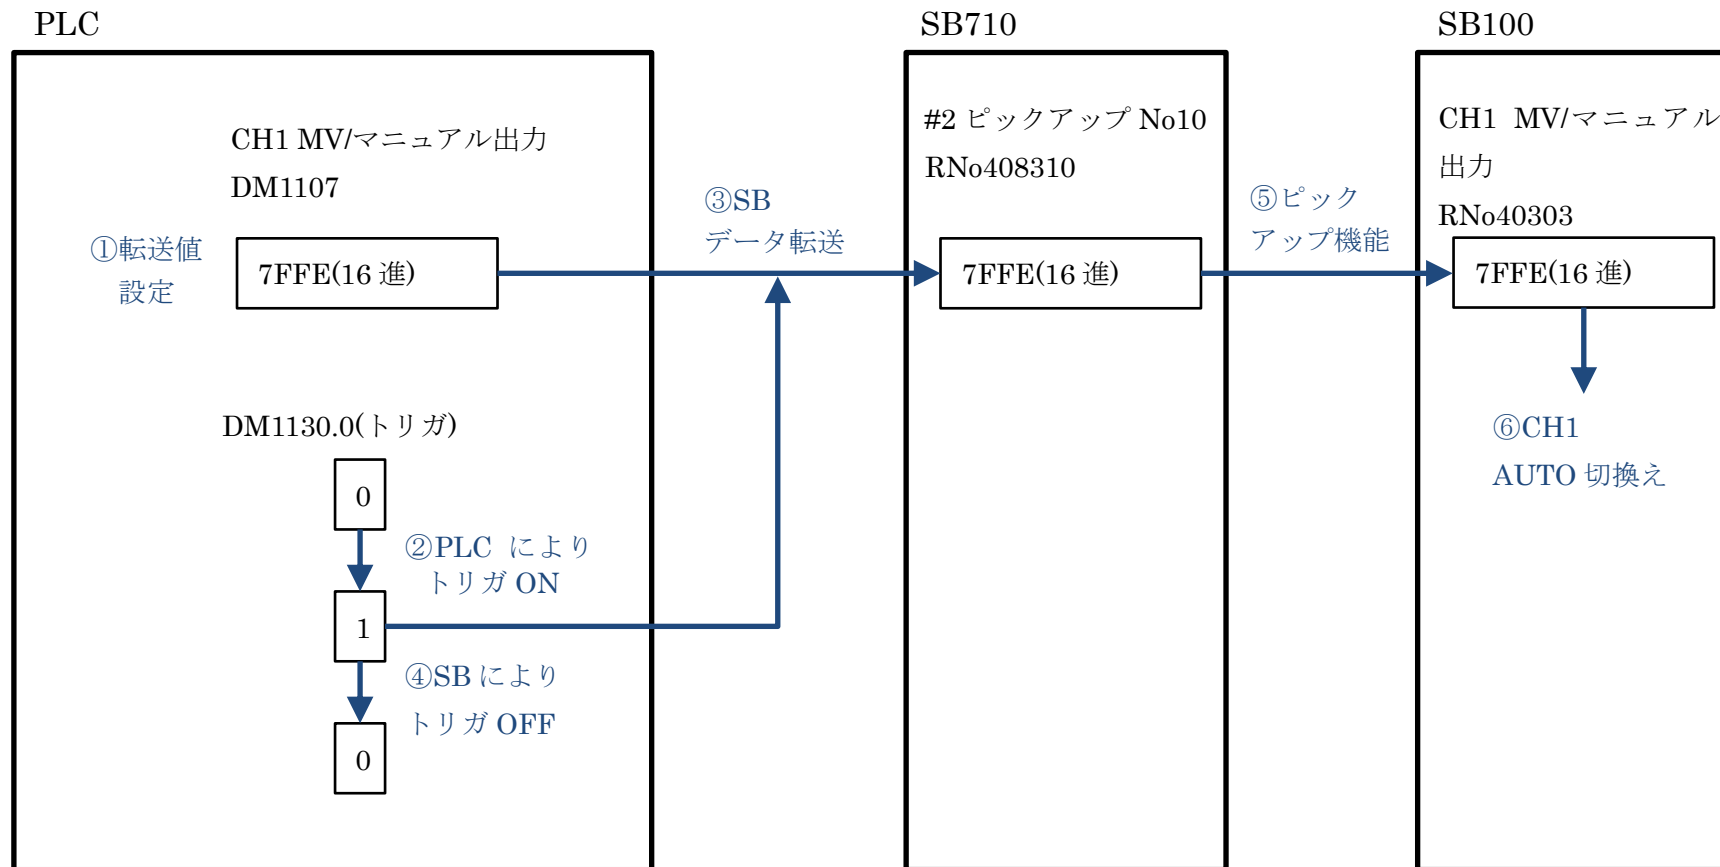 PLC
CH1 MV/マニュアル出力
DM1107
①転送値
設定
7FFE(16 進)
DM1130.0(トリガ)
0
②PLC により
トリガ ON
1
④SB により
トリガ OFF
0
③SB
データ転送
SB710
#2 ピックアップ No10
RNo408310
7FFE(16 進)
⑤ピック
アップ機能
SB100
CH1 MV/マニュアル
出力
RNo40303
7FFE(16 進)
⑥CH1
AUTO 切換え